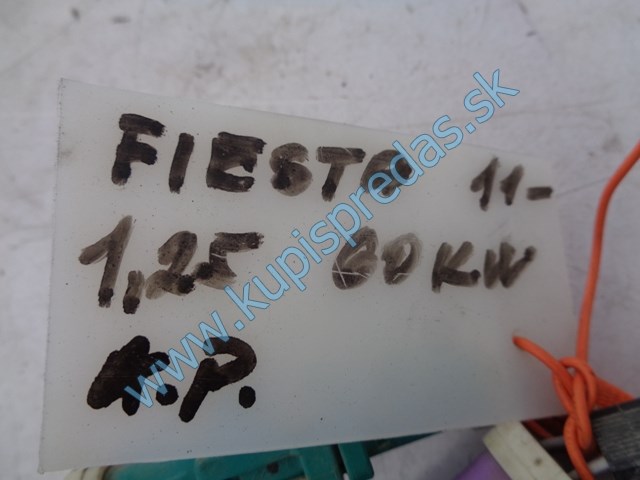 FIESTA 11-
1,25 60 KW
P.
www.kupispredas.sk